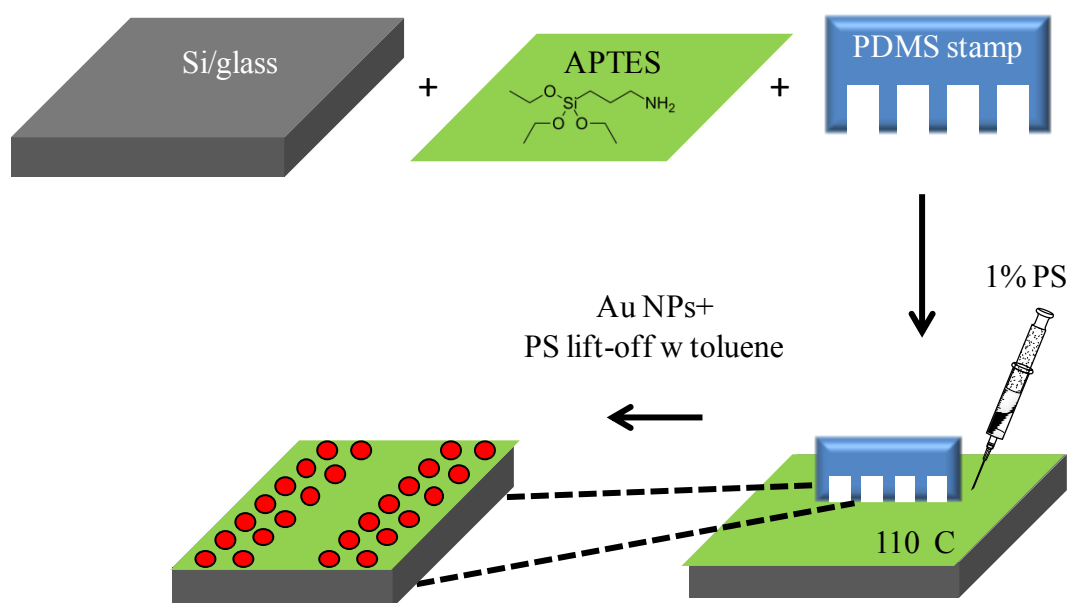 Si/glass
+
APTES
O
Si
NH2
O
O
+
PDMS stamp
1% PS
Au NPs+
PS lift-off w toluene
110 C